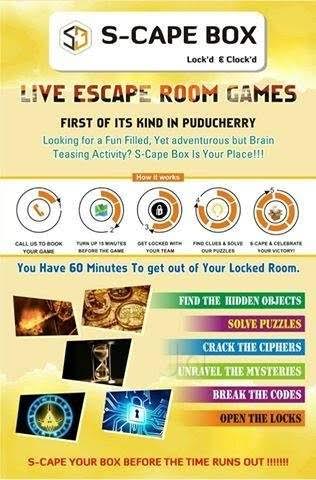 S-CAPE BOX
Lock'd & Clock'd
LIVE ESCAPE ROOM GAMES
FIRST OF ITS KIND IN PUDUCHERRY
Looking for a Fun Filled, Yet adventurous but Brain
Teasing Activity? S-Cape Box Is Your Place!!!
How it works
CALL US TO BOOK
YOUR GAME
TURN UP 15 MINUTES
BEFORE THE GAME
GET LOCKED WITH
YOUR TEAM
FIND CLUES & SOLVE
OUR PUZZLES
S-CAPE & CELEBRATE
YOUR VICTORY!
You Have 60 Minutes To get out of Your Locked Room.
FIND THE HIDDEN OBJECTS
SOLVE PUZZLES
CRACK THE CIPHERS
UNRAVEL THE MYSTERIES
BREAK THE CODES
OPEN THE LOCKS
S-CAPE YOUR BOX BEFORE THE TIME RUNS OUT !!!!!!!